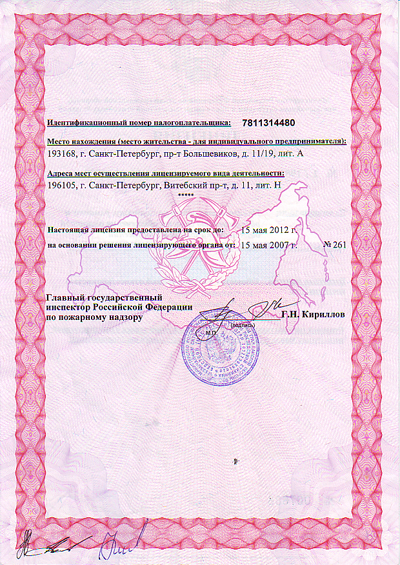 Идентификационный номер налогоплательщика: 7811314480
Место нахождения (место жительства - для индивидуального предпринимателя):
193168, г. Санкт-Петербург, пр-т Большевиков, д. 11/19, лит. А
Адреса мест осуществления лицензируемого вида деятельности:
196105, г. Санкт-Петербург, Витебский пр-т, д. 11, лит. Н
*****
Настоящая лицензия предоставлена на срок до: 15 мая 2012 г.
на основании решения лицензирующего органа от: 15 мая 2007 г. № 261
Главный государственный
инспектор Российской Федерации
по пожарному надзору Г.Н. Кириллов
(подпись)
М.П.